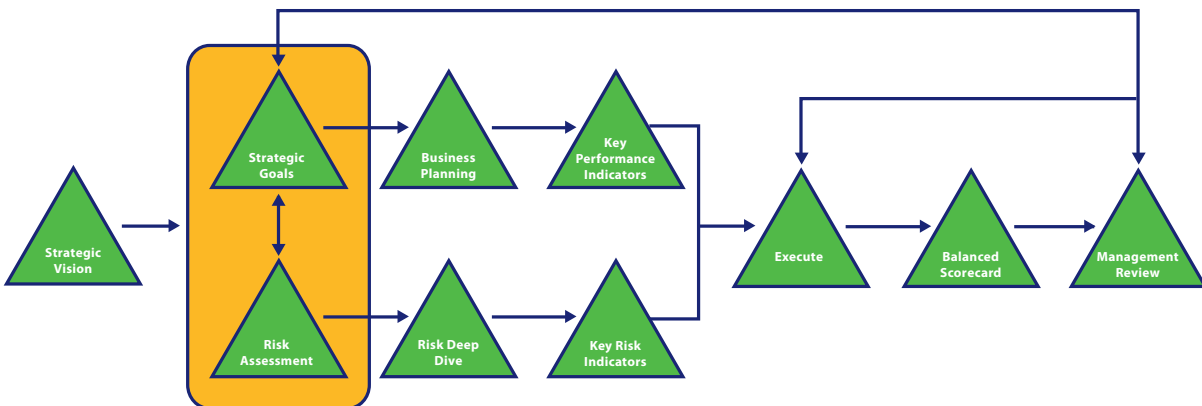 Strategic
Vision
Strategic
Goals
Risk
Assessment
Business
Planning
Key
Performance
Indicators
Risk Deep
Dive
Key Risk
Indicators
Execute
Balanced
Scorecard
Management
Review